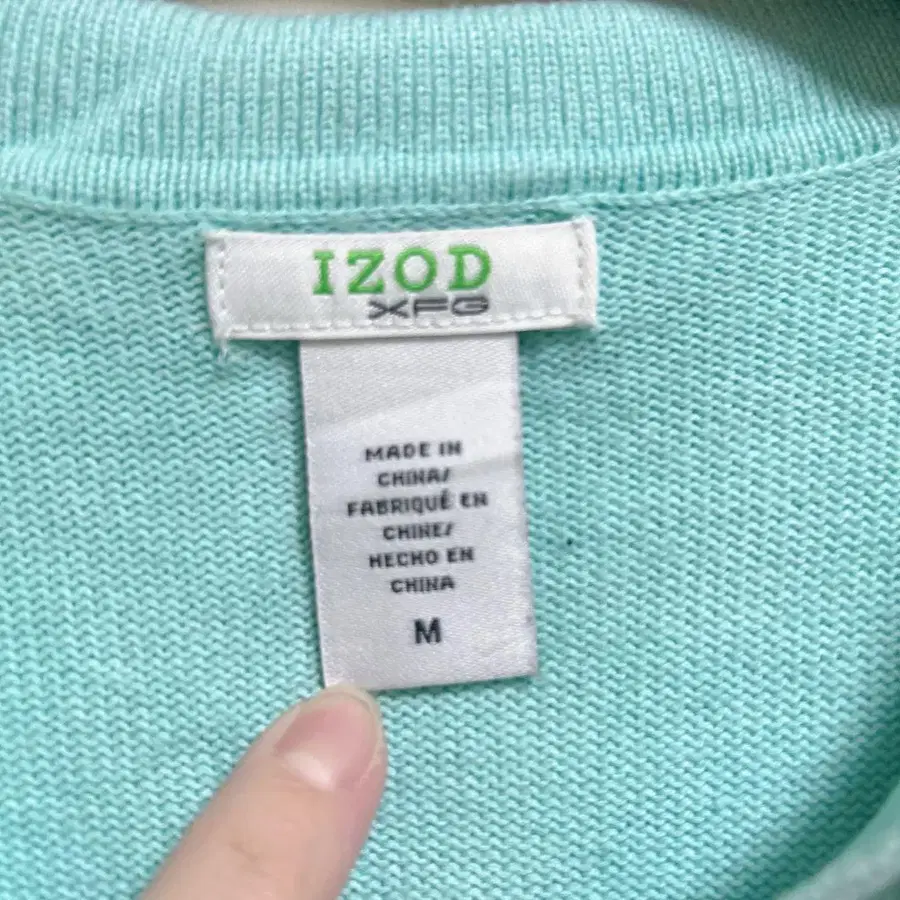 IZOD
XFG
MADE IN
CHINA/
FABRIQUÉ EN
CHINE/
HECHO EN
CHINA
M